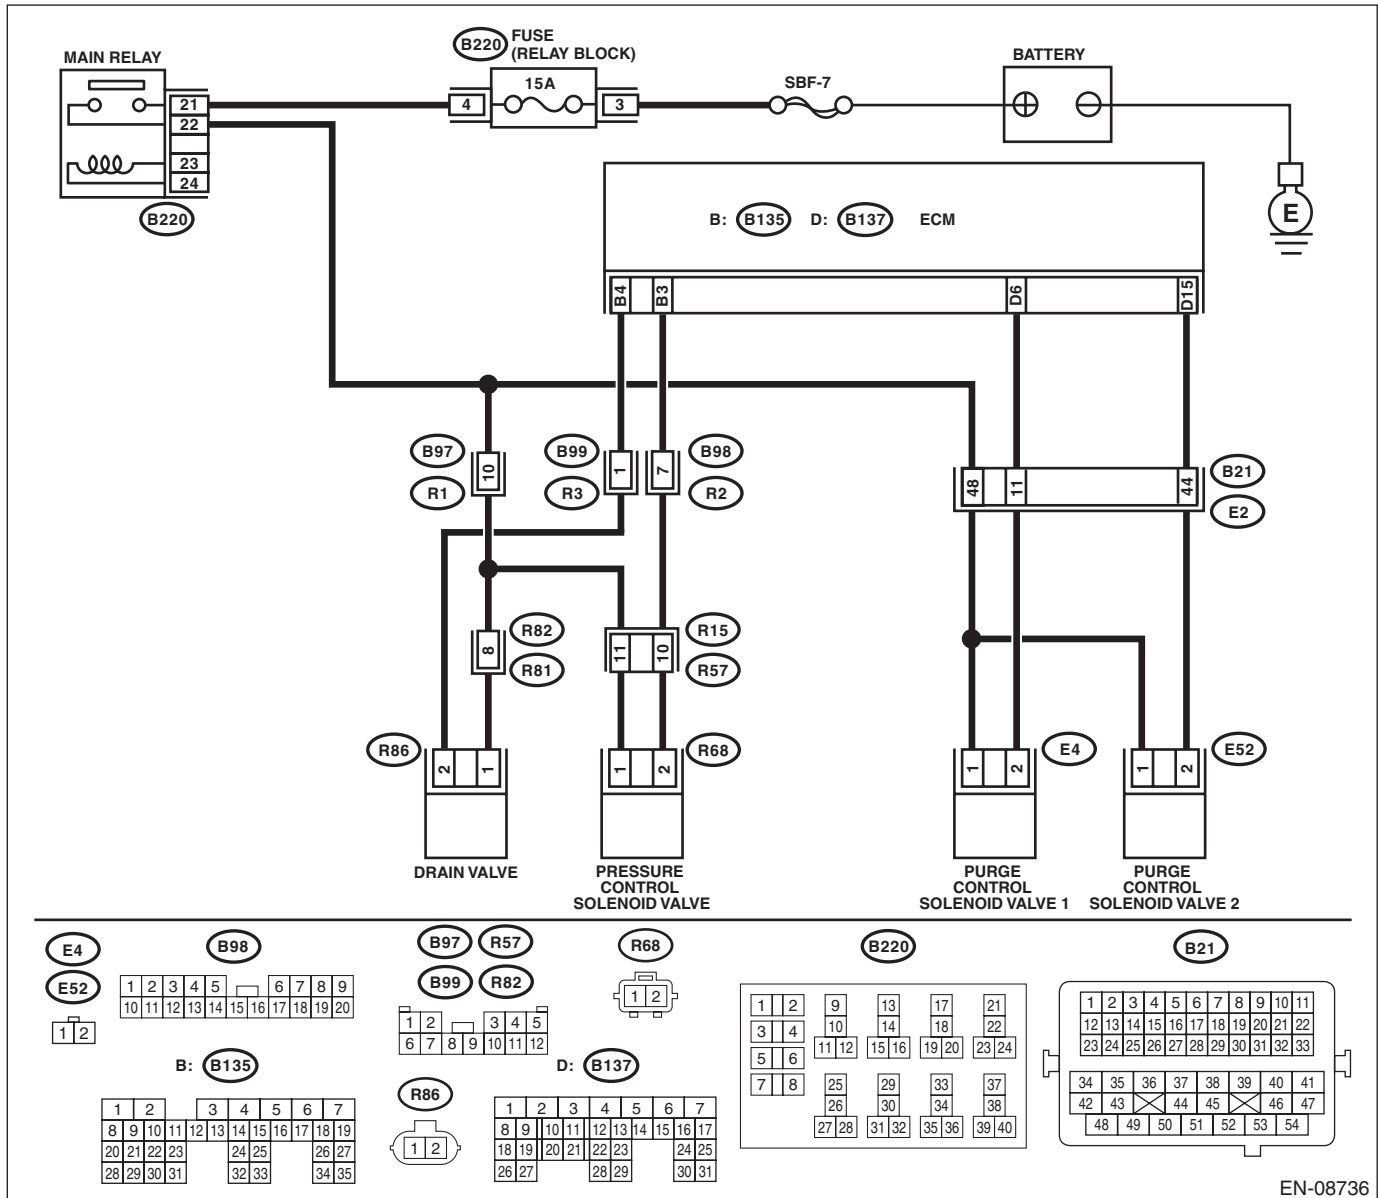 B220 FUSE
(RELAY BLOCK)
MAIN RELAY
15A
SBF-7
BATTERY
21
22
23
24
4
3
B220
E
B: B135 D: B137 ECM
B4 B3 D6 D15
B97 10 R1
B99 1 R3
7 B98 R2
48 11 44 B21 E2
8 R82 R81
11 10 R15 R57
R86 2 1
1 2 R68
1 2 E4
1 2 E52
DRAIN VALVE
PRESSURE
CONTROL
SOLENOID VALVE
PURGE
CONTROL
SOLENOID VALVE 1
PURGE
CONTROL
SOLENOID VALVE 2
E4
E52
1 2
B98
1 2 3 4 5 6 7 8 9
10 11 12 13 14 15 16 17 18 19 20
B97 R57
B99 R82
1 2 3 4 5
6 7 8 9 10 11 12
R68
1 2
B: B135
1 2 3 4 5 6 7
8 9 10 11 12 13 14 15 16 17 18 19
20 21 22 23 24 25 26 27
28 29 30 31 32 33 34 35
R86
1 2
D: B137
1 2 3 4 5 6 7
8 9 10 11 12 13 14 15 16 17
18 19 20 21 22 23 24 25
26 27 28 29 30 31
B220
1 2 9 13 17 21
3 4 10 14 18 22
11 12 15 16 19 20 23 24
5 6
7 8 25 29 33 37
26 30 34 38
27 28 31 32 35 36 39 40
B21
1 2 3 4 5 6 7 8 9 10 11
12 13 14 15 16 17 18 19 20 21 22
23 24 25 26 27 28 29 30 31 32 33
34 35 36 37 38 39 40 41
42 43 44 45 46 47
48 49 50 51 52 53 54
EN-08736